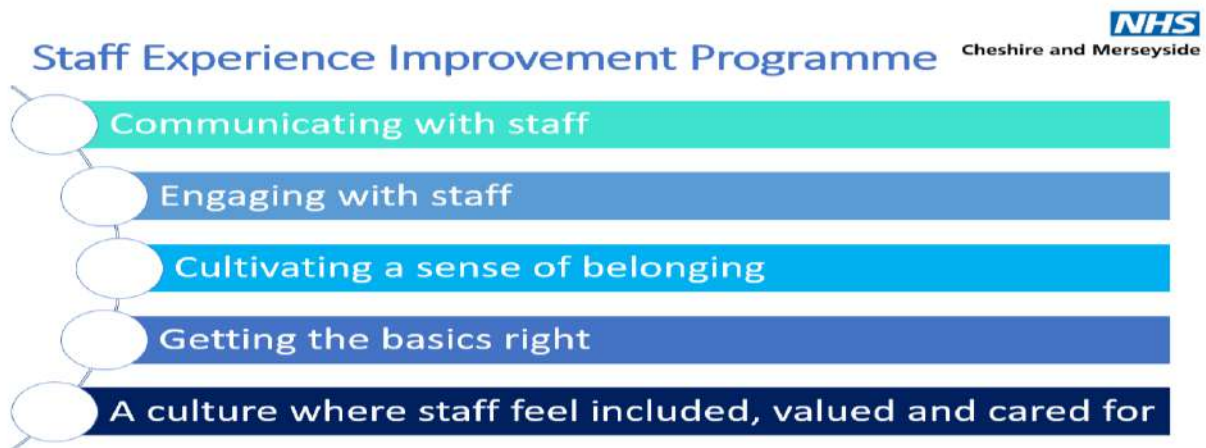 NHS
Cheshire and Merseyside
Staff Experience Improvement Programme
Communicating with staff
Engaging with staff
Cultivating a sense of belonging
Getting the basics right
A culture where staff feel included, valued and cared for